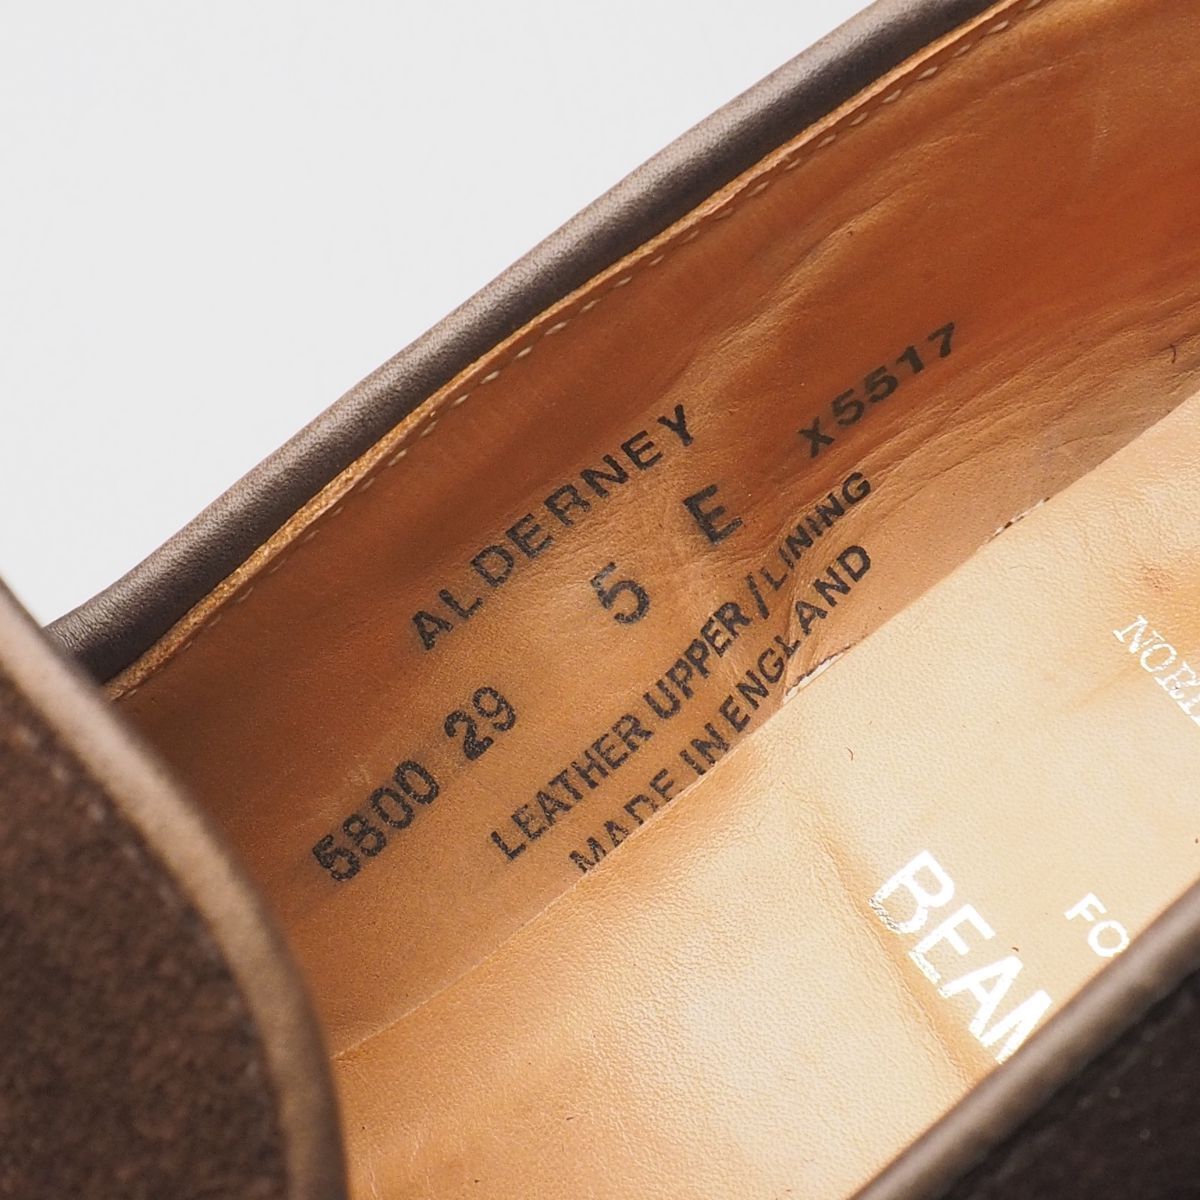 ALDERNEY
5 E X5517
5800 29
LEATHER UPPER/LINING
MADE IN ENGLAND
FO
BEAM